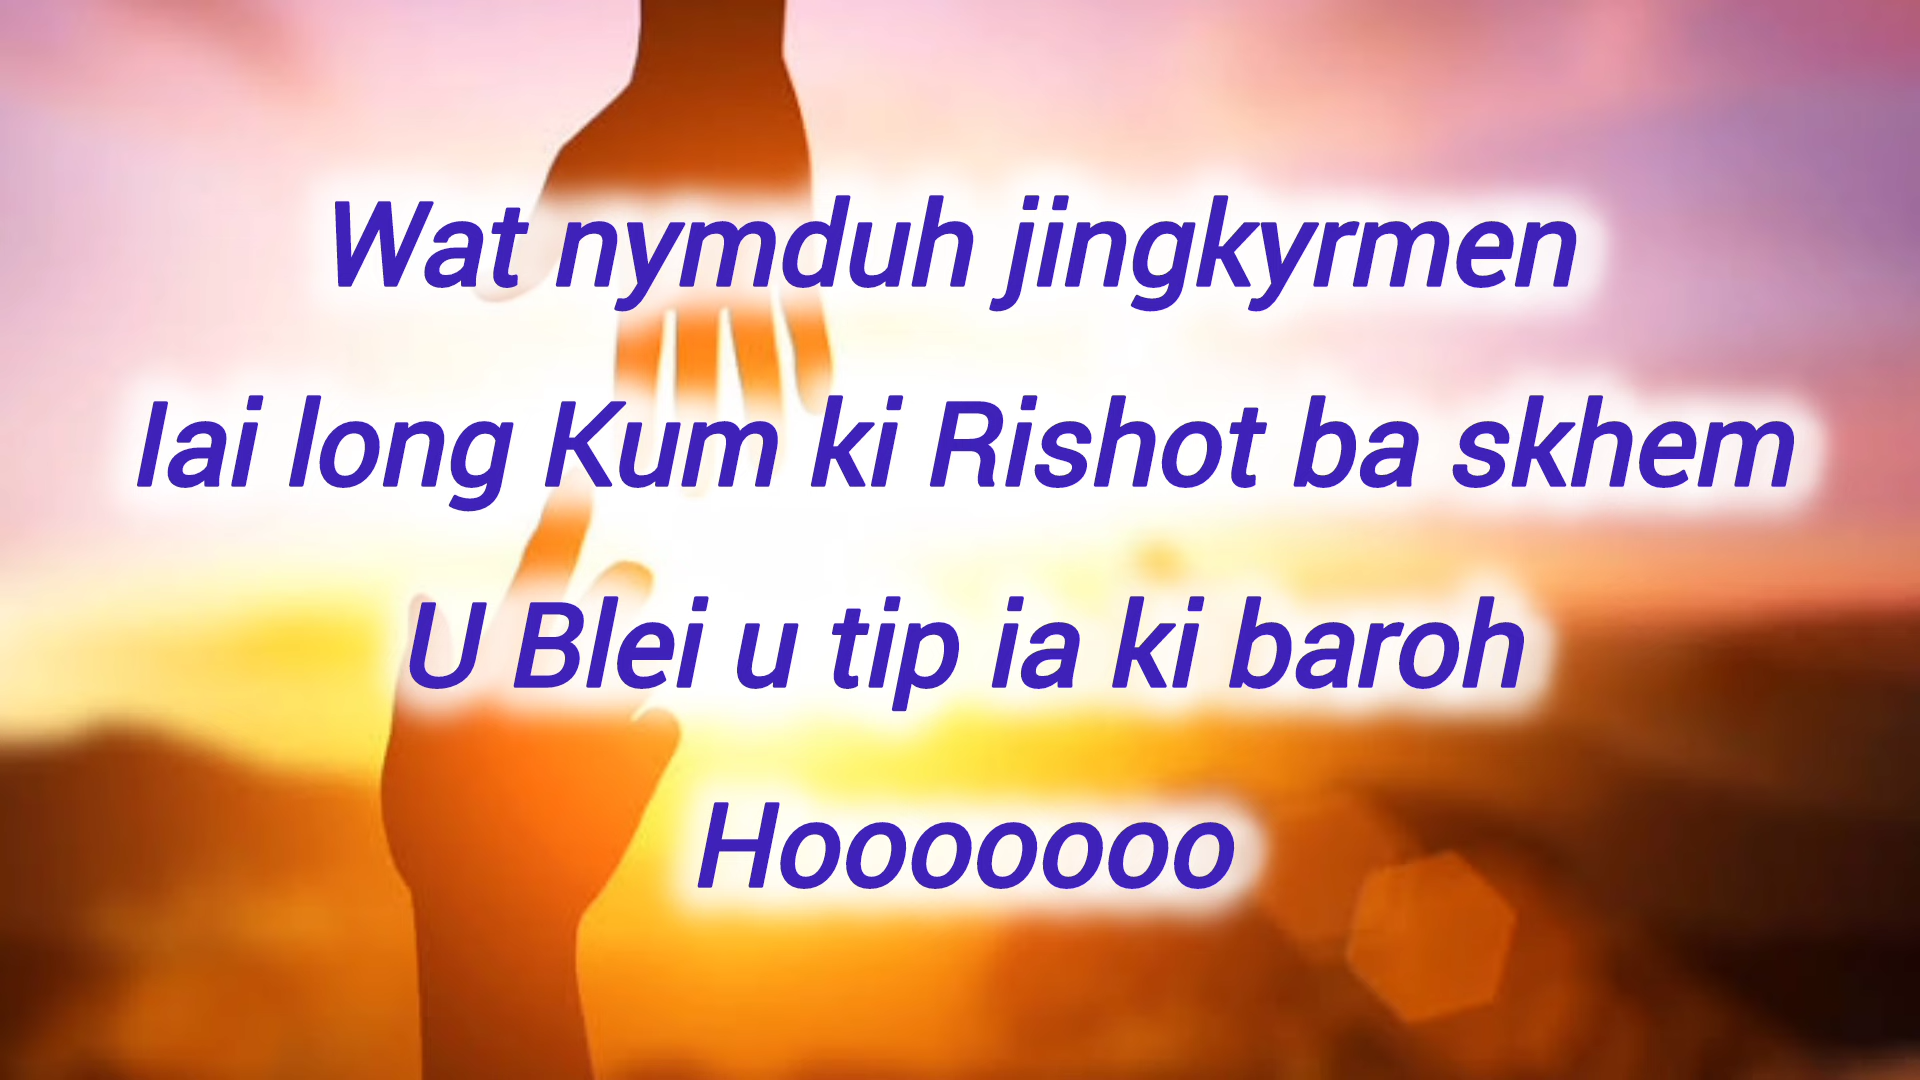 Wat nymduh jingkyrmen
Iai long Kum ki Rishot ba skhem
U Blei u tip ia ki baroh
Hooooooo